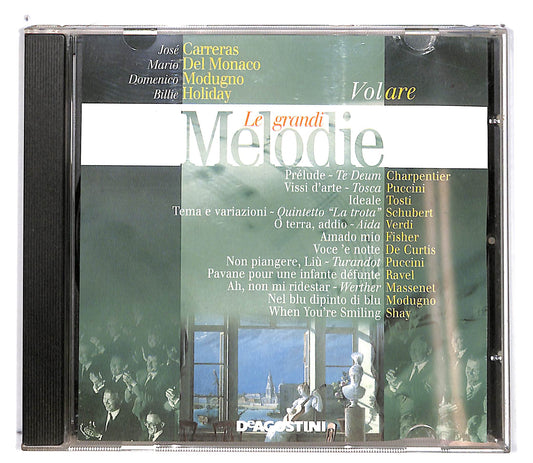 José Carreras
Mario Del Monaco
Domenico Modugno
Billie Holiday
Volare
Le grandi
Melodie
Prélude - Te Deum Charpentier
Vissi d'arte - Tosca Puccini
Ideale Tosti
Tema e variazioni - Quintetto "La trota" Schubert
O terra, addio - Aida Verdi
Amado mio Fisher
Voce 'e notte De Curtis
Non piangere, Liù - Turandot Puccini
Pavane pour une infante défunte Ravel
Ah, non mi ridestar - Werther Massenet
Nel blu dipinto di blu Modugno
When You're Smiling Shay
DeAGOSTINI